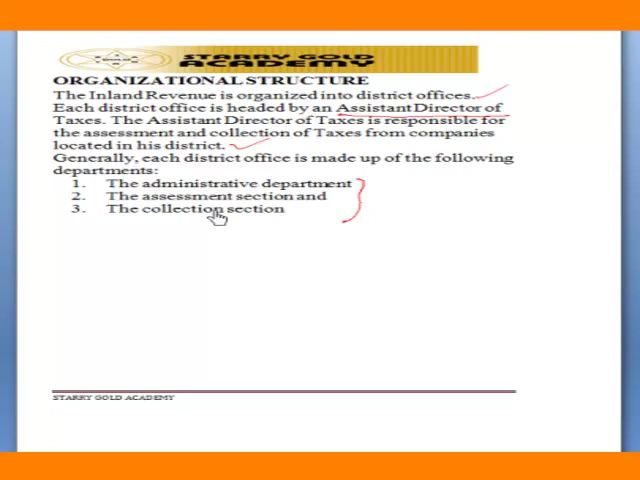 GOLD
STARRY GOLD
ACADEMY
ORGANIZATIONAL STRUCTURE
The Inland Revenue is organized into district offices.
Each district office is headed by an Assistant Director of
Taxes. The Assistant Director of Taxes is responsible for
the assessment and collection of Taxes from companies
located in his district.
Generally, each district office is made up of the following
departments:
1. The administrative department
2. The assessment section and
3. The collection section
STARRY GOLD ACADEMY